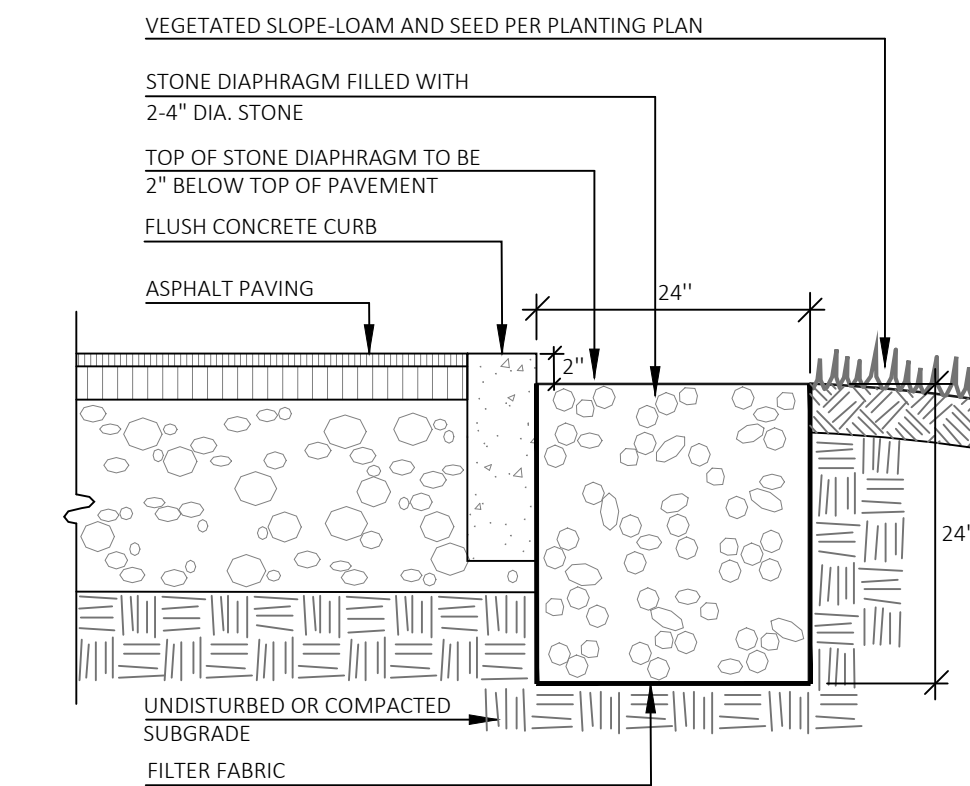 VEGETATED SLOPE-LOAM AND SEED PER PLANTING PLAN
STONE DIAPHRAGM FILLED WITH
2-4" DIA. STONE
TOP OF STONE DIAPHRAGM TO BE
2" BELOW TOP OF PAVEMENT
FLUSH CONCRETE CURB
ASPHALT PAVING
24"
2"
24"
UNDISTURBED OR COMPACTED
SUBGRADE
FILTER FABRIC